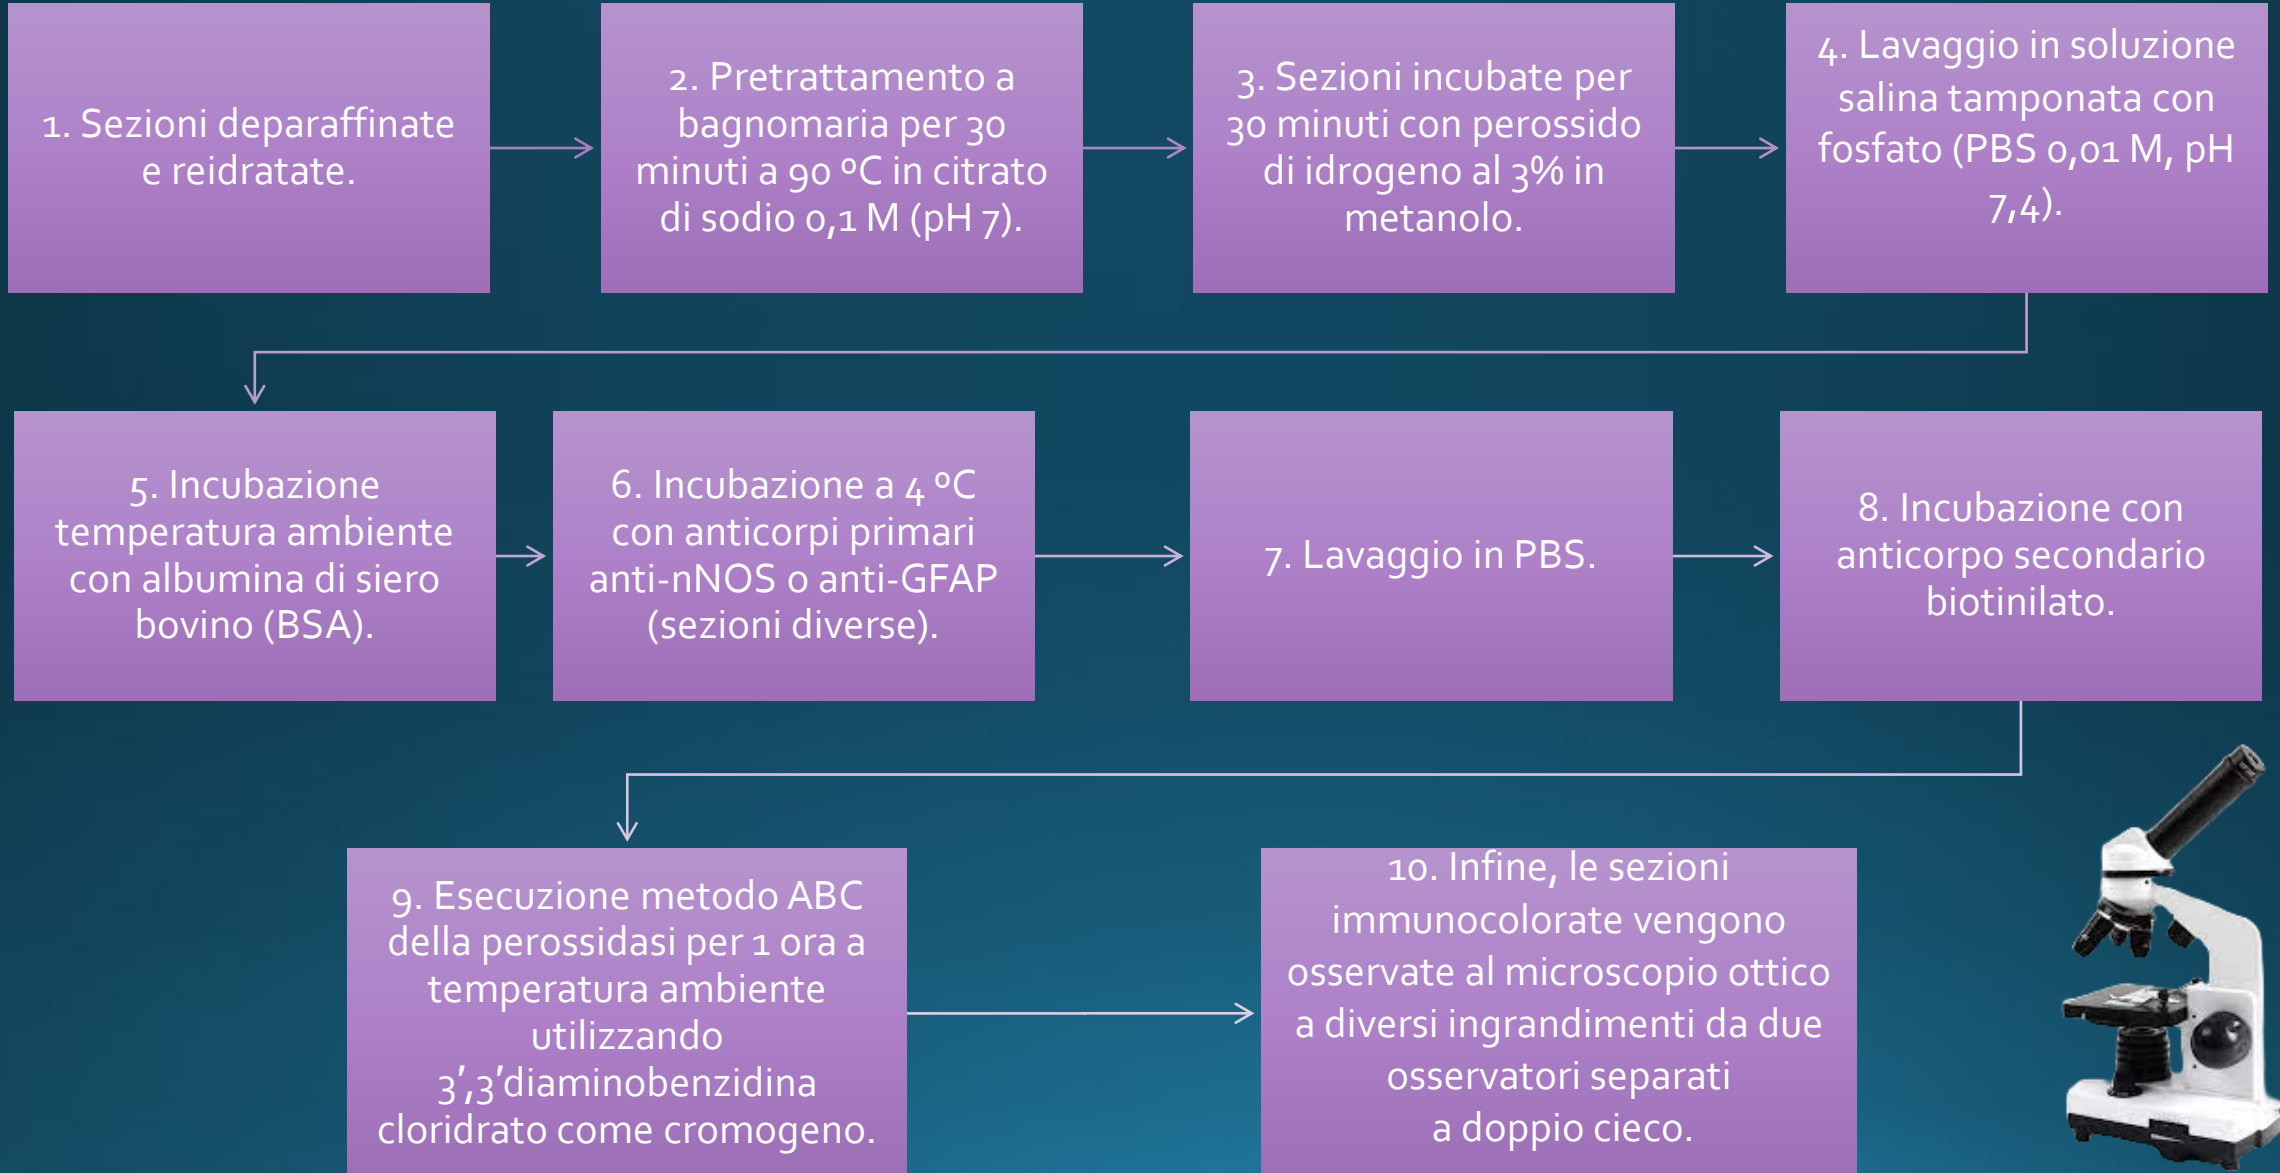 1. Sezioni deparaffinate
e reidratate.
2. Pretrattamento a
bagnomaria per 30
minuti a 90 ºC in citrato
di sodio 0,1 M (pH 7).
3. Sezioni incubate per
30 minuti con perossido
di idrogeno al 3% in
metanolo.
4. Lavaggio in soluzione
salina tamponata con
fosfato (PBS 0,01 M, pH
7,4).
5. Incubazione
temperatura ambiente
con albumina di siero
bovino (BSA).
6. Incubazione a 4 ºC
con anticorpi primari
anti-nNOS o anti-GFAP
(sezioni diverse).
7. Lavaggio in PBS.
8. Incubazione con
anticorpo secondario
biotinilato.
9. Esecuzione metodo ABC
della perossidasi per 1 ora a
temperatura ambiente
utilizzando
3′,3′diaminobenzidina
cloridrato come cromogeno.
10. Infine, le sezioni
immunocolorate vengono
osservate al microscopio ottico
a diversi ingrandimenti da due
osservatori separati
a doppio cieco.